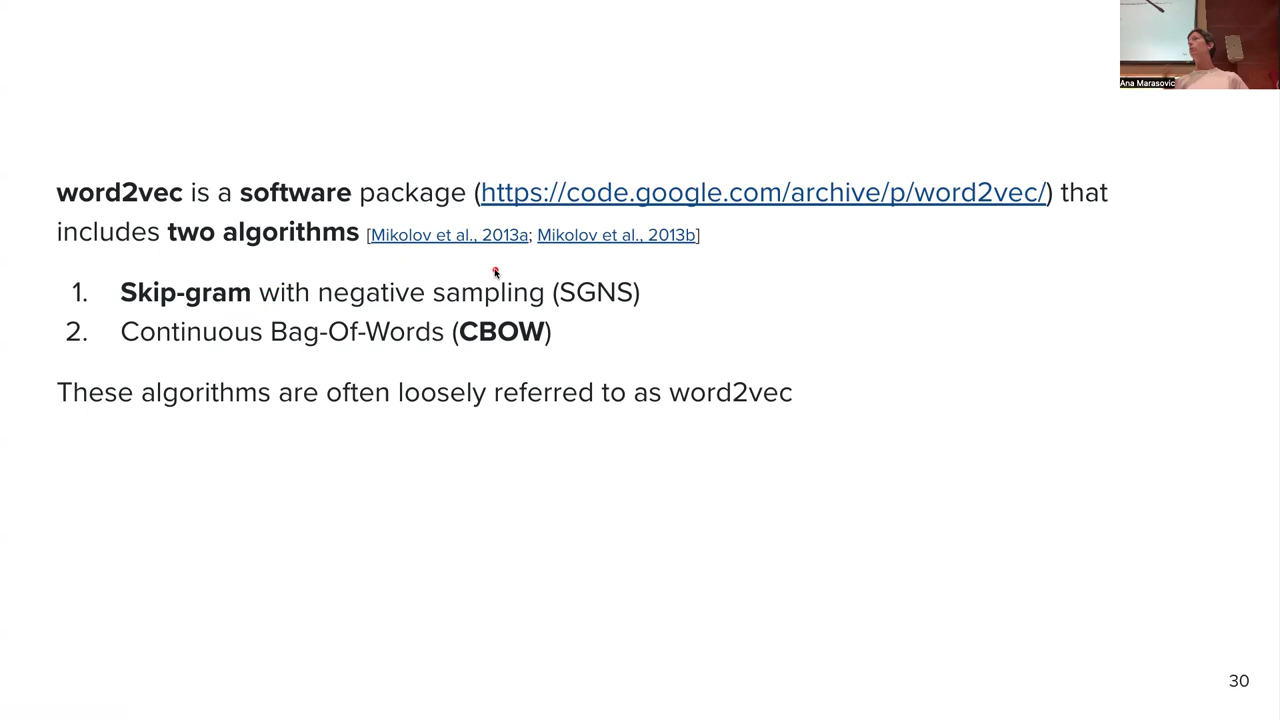 Ana Marasovic
word2vec is a software package (https://code.google.com/archive/p/word2vec/) that
includes two algorithms [Mikolov et al., 2013a; Mikolov et al., 2013b]
1. Skip-gram with negative sampling (SGNS)
2. Continuous Bag-Of-Words (CBOW)
These algorithms are often loosely referred to as word2vec
30